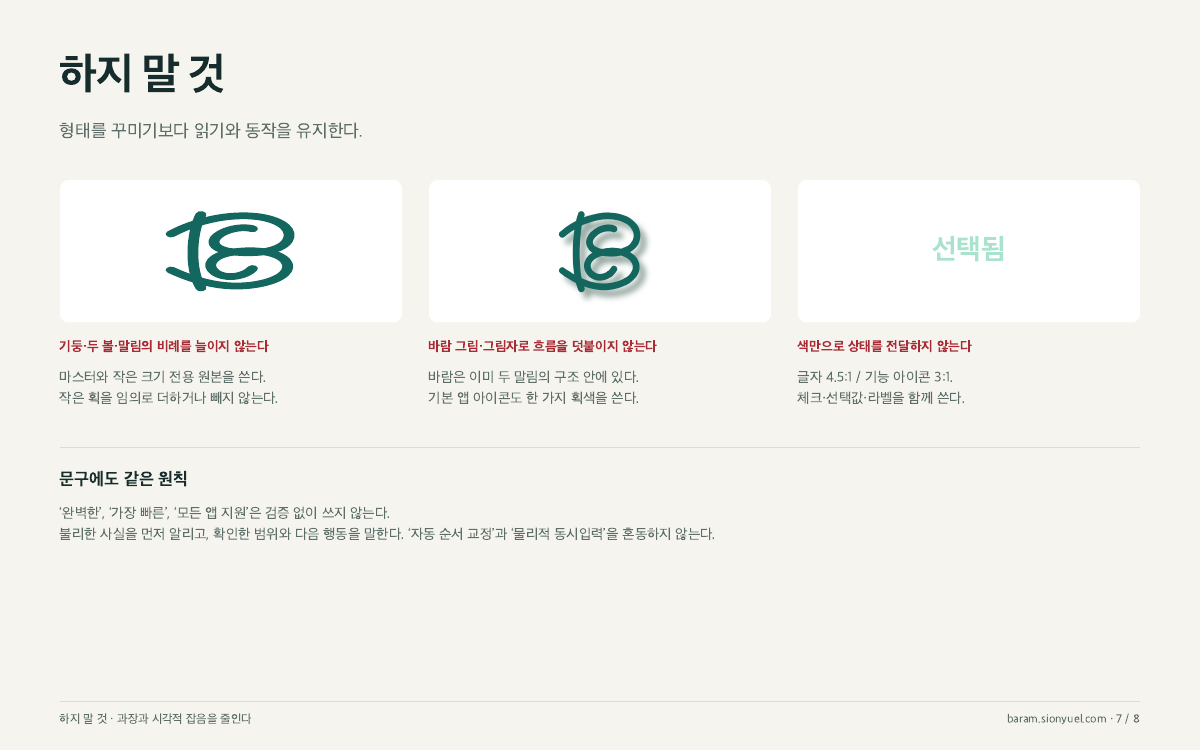 하지 말 것
형태를 꾸미기보다 읽기와 동작을 유지한다.
선택됨
기둥·두 볼·말림의 비례를 늘이지 않는다
마스터와 작은 크기 전용 원본을 쓴다.
작은 획을 임의로 더하거나 빼지 않는다.
바람 그림·그림자로 흐름을 덧붙이지 않는다
바람은 이미 두 말림의 구조 안에 있다.
기본 앱 아이콘도 한 가지 획색을 쓴다.
색만으로 상태를 전달하지 않는다
글자 4.5:1 / 기능 아이콘 3:1.
체크·선택값·라벨을 함께 쓴다.
문구에도 같은 원칙
‘완벽한’, ‘가장 빠른’, ‘모든 앱 지원’은 검증 없이 쓰지 않는다.
불리한 사실을 먼저 알리고, 확인한 범위와 다음 행동을 말한다. ‘자동 순서 교정’과 ‘물리적 동시입력’을 혼동하지 않는다.
하지 말 것 · 과장과 시각적 잡음을 줄인다
baram.sionyuel.com · 7 / 8